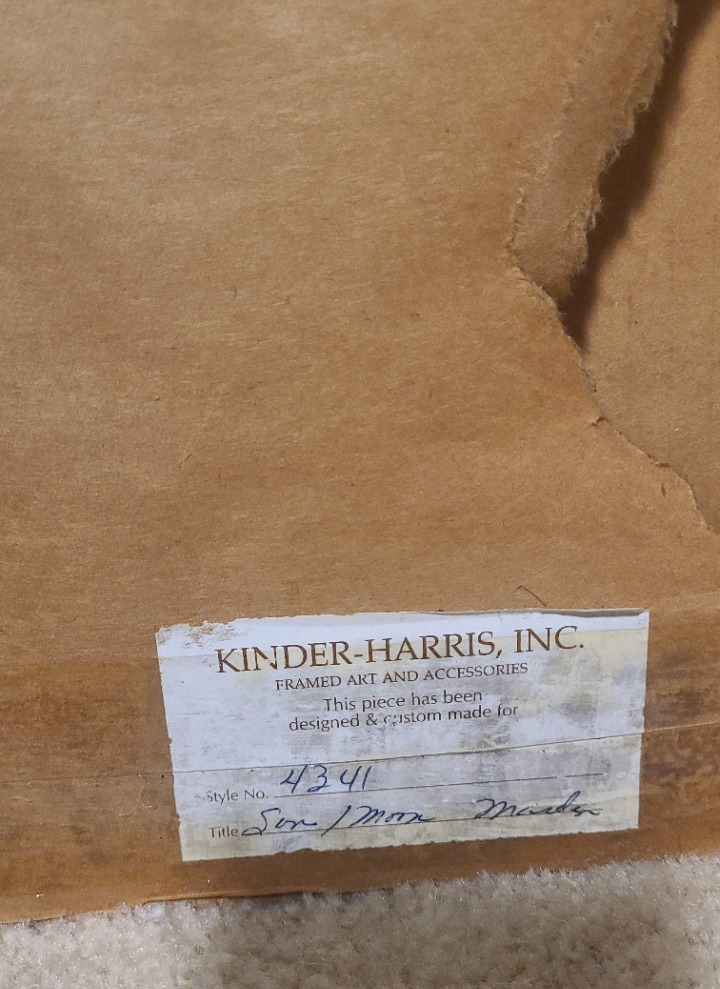 KINDER-HARRIS, INC.
FRAMED ART AND ACCESSORIES
This piece has been
designed & custom made for
Style No. 4341
Title Sun / Moon